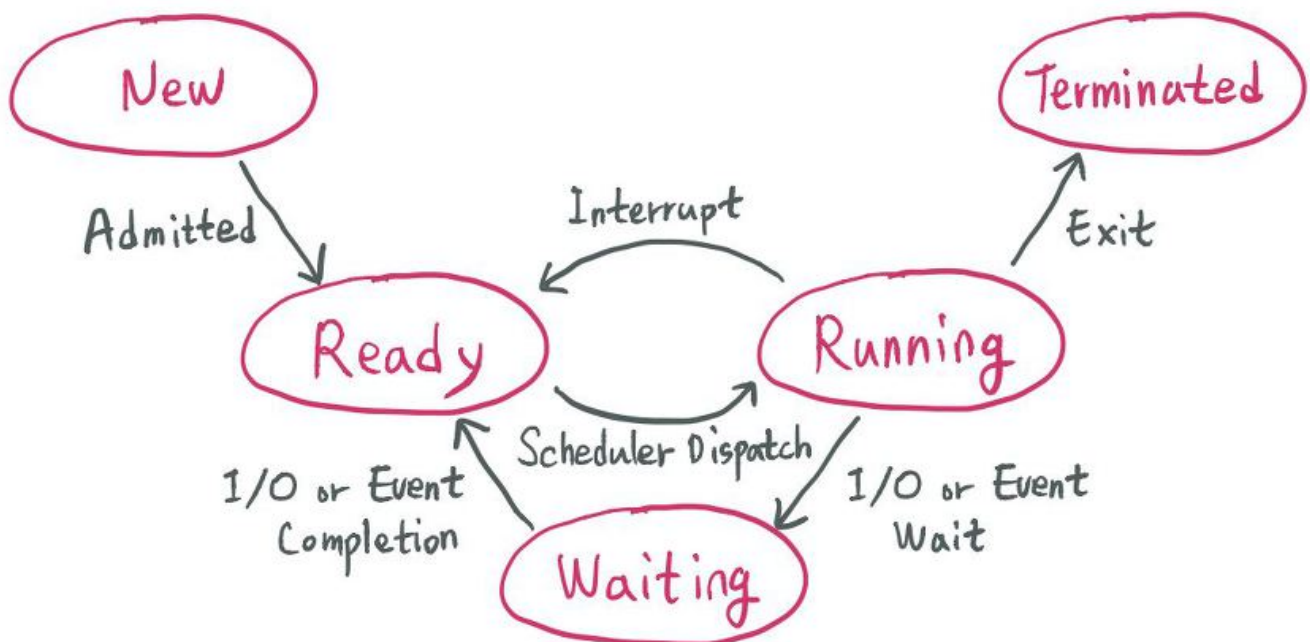 New
Terminated
Admitted
Interrupt
Exit
Ready
Running
Scheduler Dispatch
I/O or Event
Completion
I/O or Event
Wait
Waiting